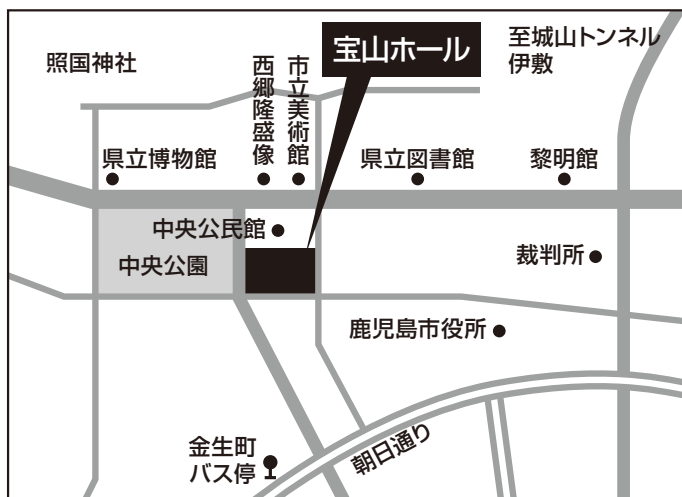 宝山ホール
至城山トンネル
伊敷
照国神社
西郷隆盛像
市立美術館
県立博物館
県立図書館
黎明館
中央公民館
中央公園
裁判所
鹿児島市役所
朝日通り
金生町
バス停